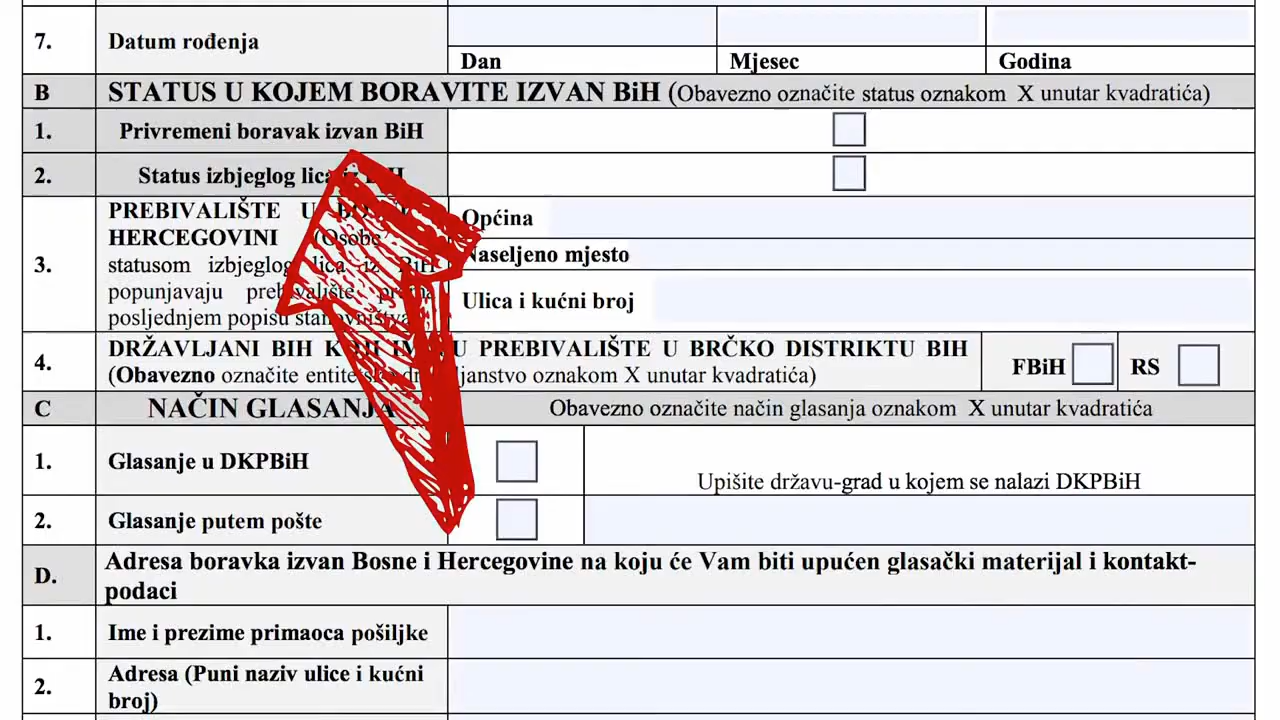 7. Datum rođenja
Dan Mjesec Godina
B STATUS U KOJEM BORAVITE IZVAN BiH (Obavezno označite status oznakom X unutar kvadratića)
1. Privremeni boravak izvan BiH
2. Status izbjeglog lica iz BiH
3. PREBIVALIŠTE U
HERCEGOVINI (Osobe
statusom izbjeglog lica iz BiH
popunjavaju prebivalište prema
posljednjem popisu stanovništva
Općina
Naseljeno mjesto
Ulica i kućni broj
4. DRŽAVLJANI BIH KOJI IMAJU PREBIVALIŠTE U BRČKO DISTRIKTU BIH
(Obavezno označite entitetsko državljanstvo oznakom X unutar kvadratića)
FBiH RS
C NAČIN GLASANJA Obavezno označite način glasanja oznakom X unutar kvadratića
1. Glasanje u DKPBiH
Upišite državu-grad u kojem se nalazi DKPBiH
2. Glasanje putem pošte
D. Adresa boravka izvan Bosne i Hercegovine na koju će Vam biti upućen glasački materijal i kontakt-
podaci
1. Ime i prezime primaoca pošiljke
2. Adresa (Puni naziv ulice i kućni
broj)